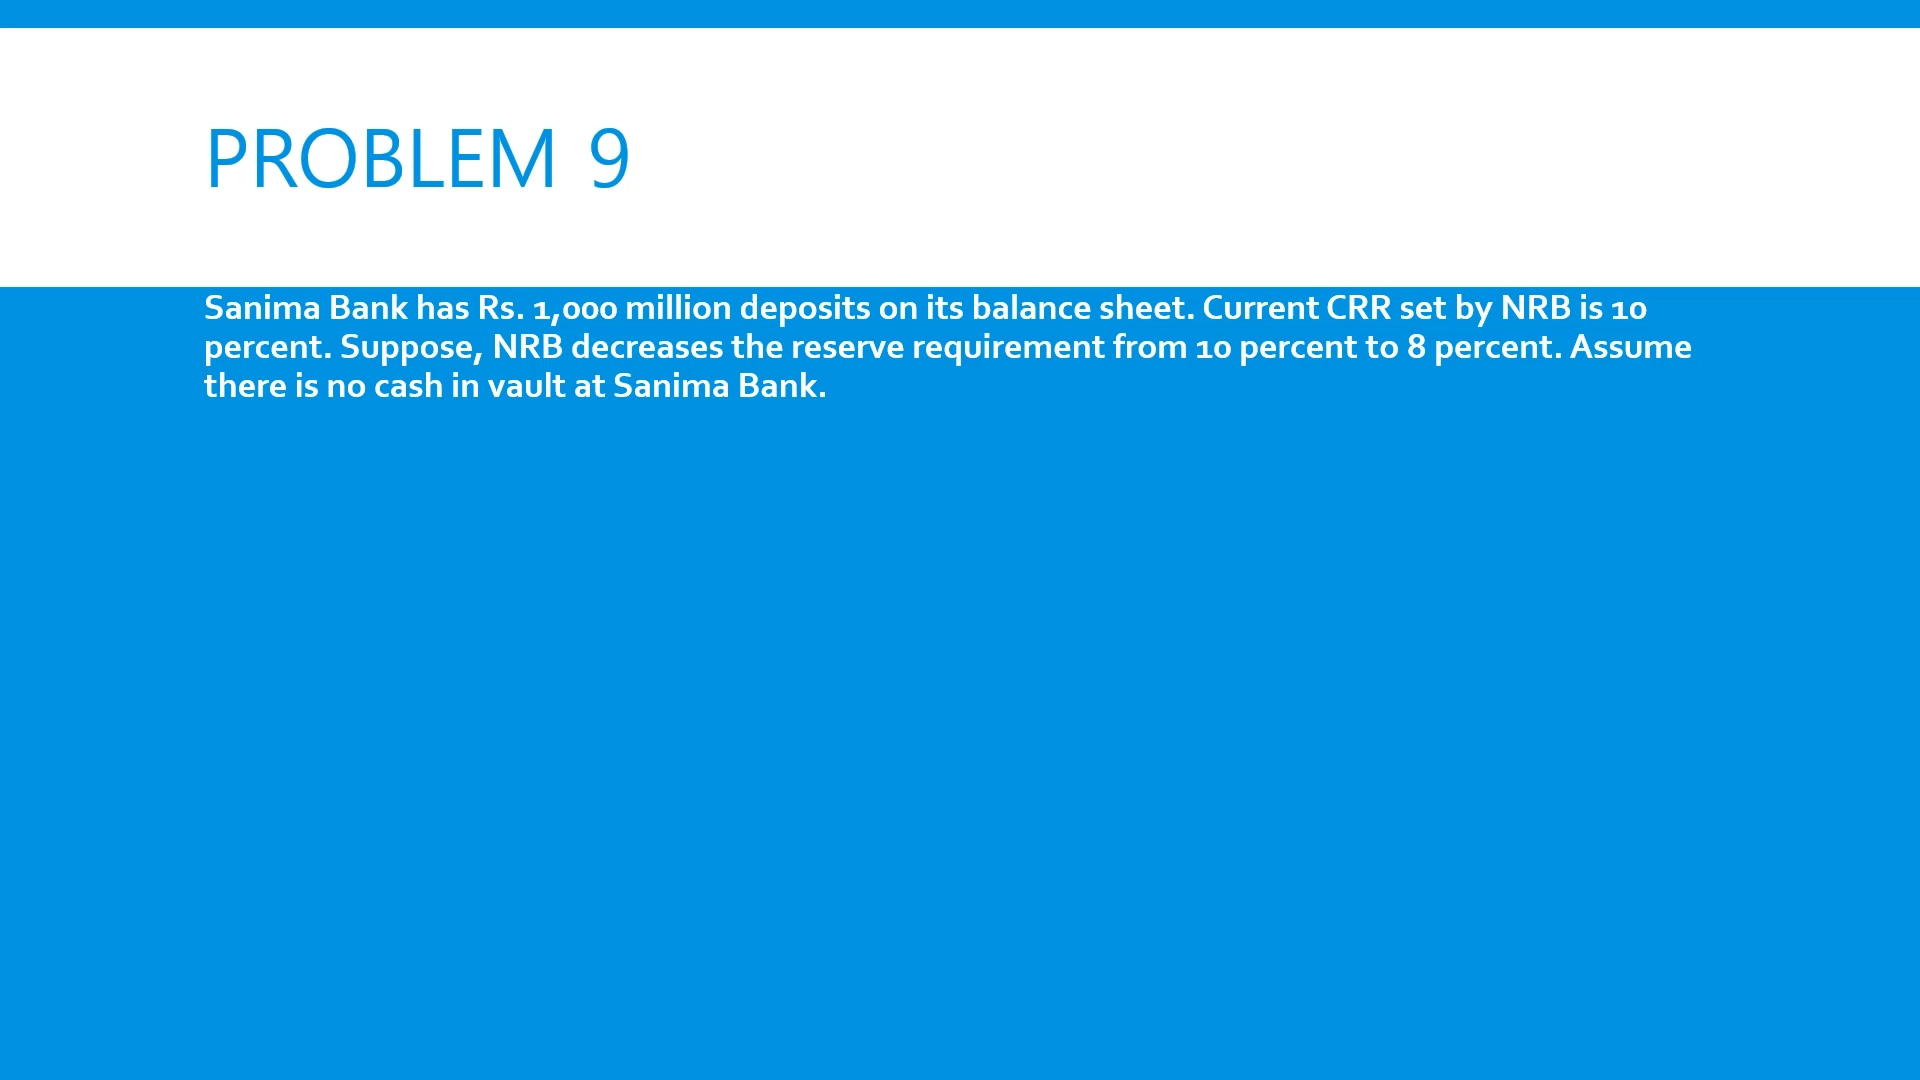 PROBLEM 9
Sanima Bank has Rs. 1,000 million deposits on its balance sheet. Current CRR set by NRB is 10
percent. Suppose, NRB decreases the reserve requirement from 10 percent to 8 percent. Assume
there is no cash in vault at Sanima Bank.